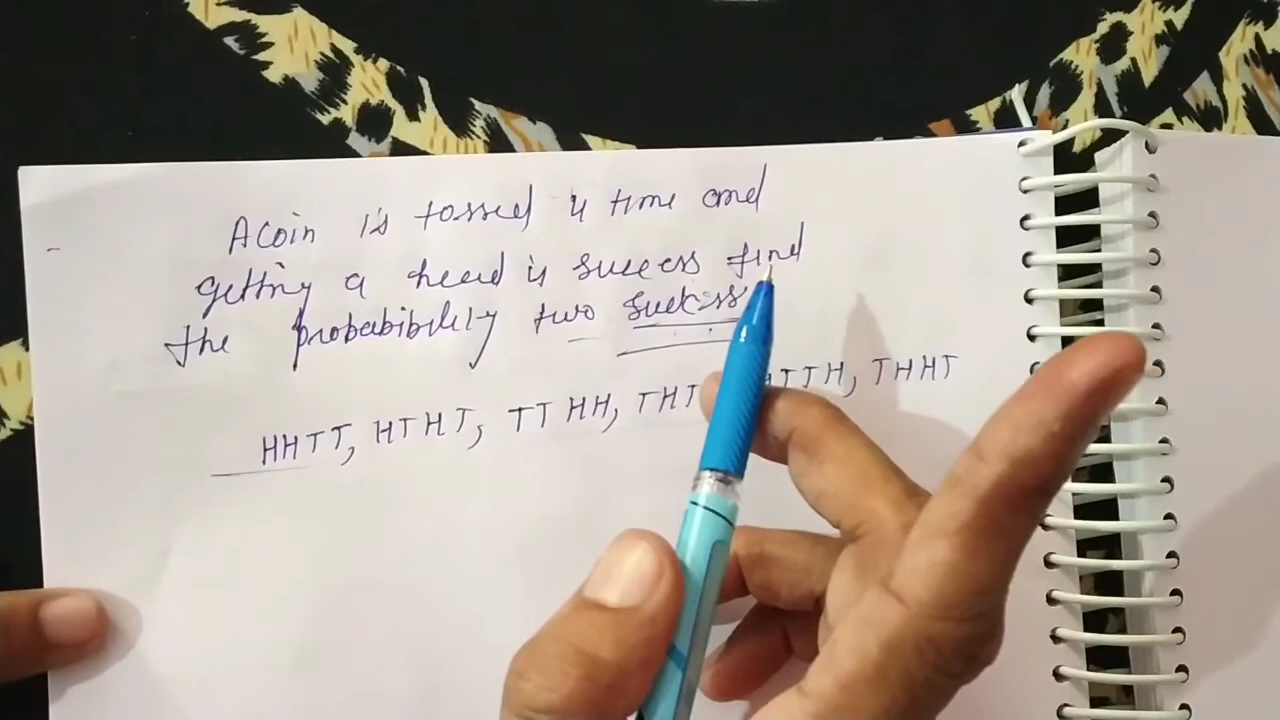 A Coin is tossed 4 time and
getting a head is success find
the probabibility two success
HHTT, HTHT, TTHH, THT TTH, THHT